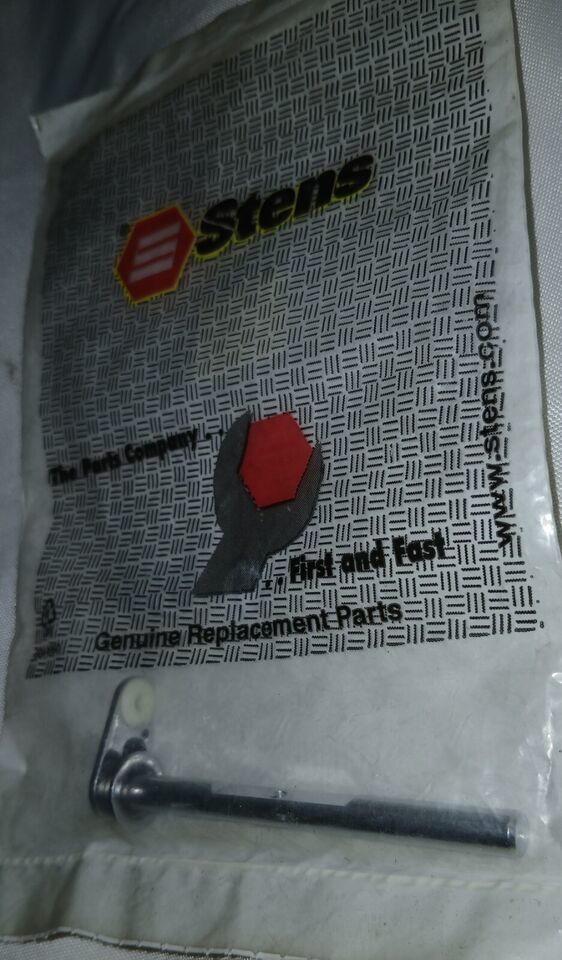 Stens
www.stens.com
The Parts Company . .
. . First and Fast
Genuine Replacement Parts